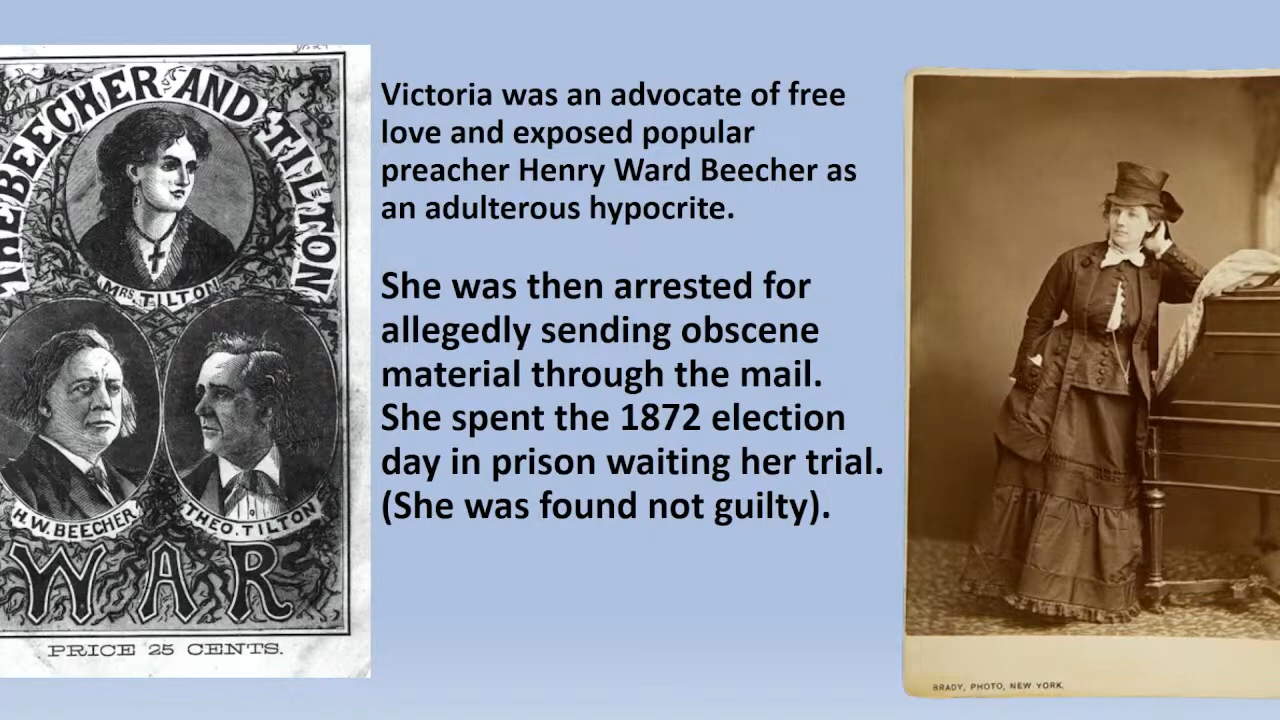 THE BEECHER AND TILTON
MRS. TILTON
H.W. BEECHER
THEO. TILTON
WAR
PRICE 25 CENTS.
Victoria was an advocate of free
love and exposed popular
preacher Henry Ward Beecher as
an adulterous hypocrite.
She was then arrested for
allegedly sending obscene
material through the mail.
She spent the 1872 election
day in prison waiting her trial.
(She was found not guilty).
BRADY, PHOTO, NEW YORK.